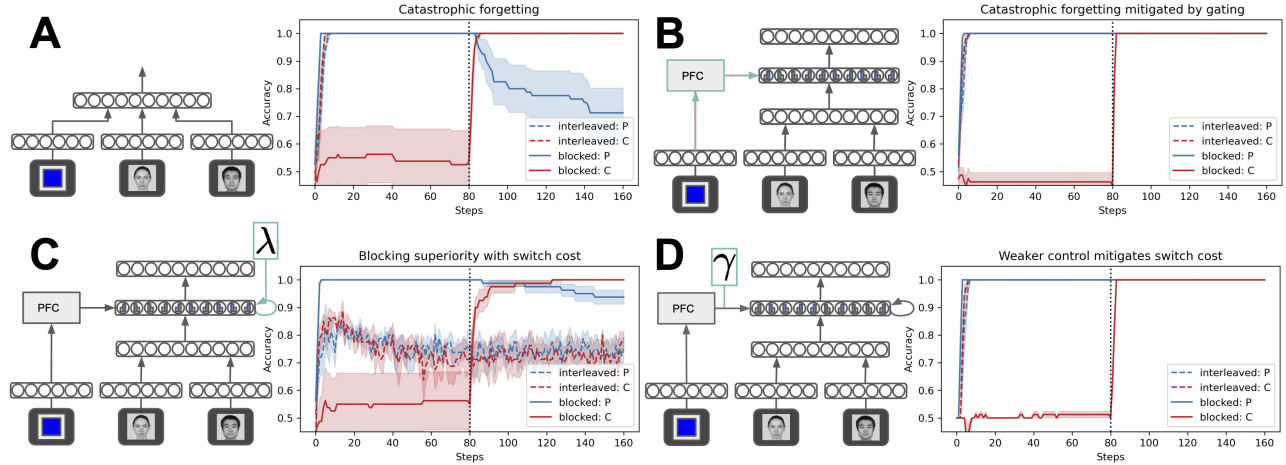 A
Catastrophic forgetting
Accuracy
1.0
0.9
0.8
0.7
0.6
0.5
interleaved: P
interleaved: C
blocked: P
blocked: C
0 20 40 60 80 100 120 140 160
Steps
B
PFC
Catastrophic forgetting mitigated by gating
Accuracy
1.0
0.9
0.8
0.7
0.6
0.5
interleaved: P
interleaved: C
blocked: P
blocked: C
0 20 40 60 80 100 120 140 160
Steps
C
λ
PFC
Blocking superiority with switch cost
Accuracy
1.0
0.9
0.8
0.7
0.6
0.5
interleaved: P
interleaved: C
blocked: P
blocked: C
0 20 40 60 80 100 120 140 160
Steps
D
γ
PFC
Weaker control mitigates switch cost
Accuracy
1.0
0.9
0.8
0.7
0.6
0.5
interleaved: P
interleaved: C
blocked: P
blocked: C
0 20 40 60 80 100 120 140 160
Steps